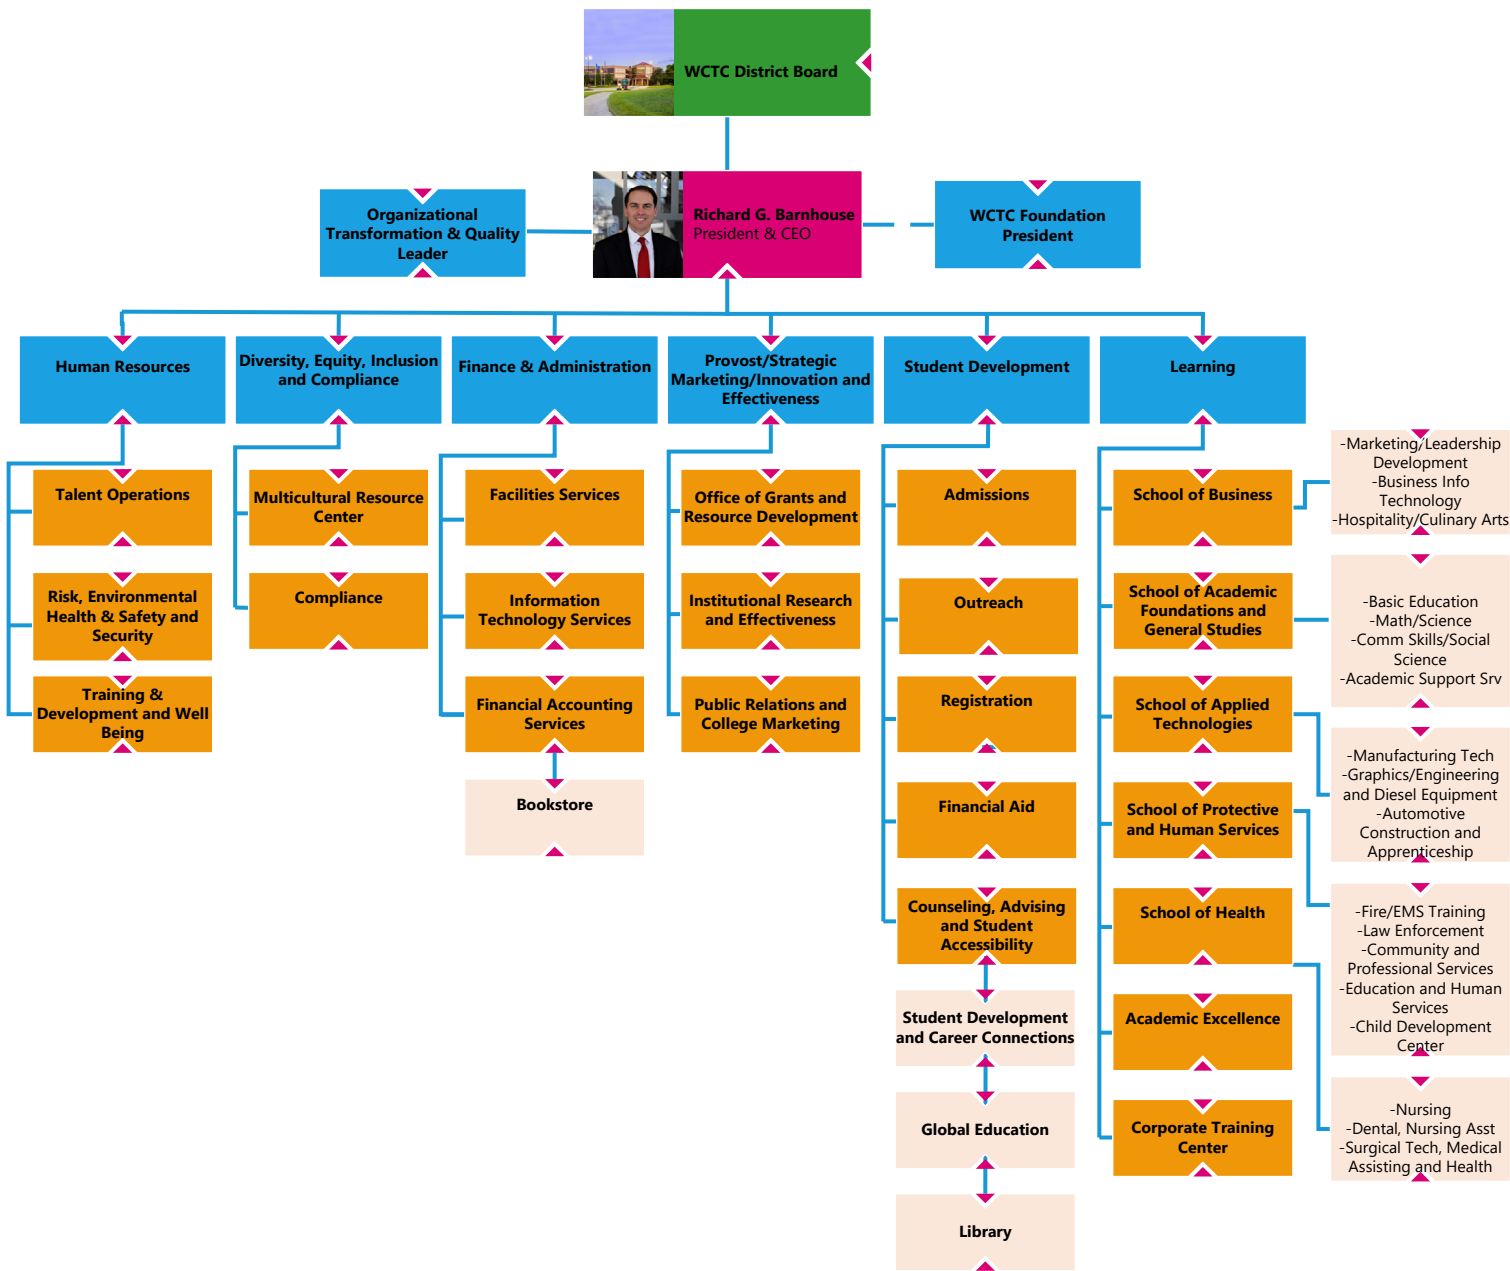 WCTC District Board
Organizational
Transformation & Quality
Leader
Richard G. Barnhouse
President & CEO
WCTC Foundation
President
Human Resources
Diversity, Equity, Inclusion
and Compliance
Finance & Administration
Provost/Strategic
Marketing/Innovation and
Effectiveness
Student Development
Learning
Talent Operations
Risk, Environmental
Health & Safety and
Security
Training &
Development and Well
Being
Multicultural Resource
Center
Compliance
Facilities Services
Information
Technology Services
Financial Accounting
Services
Bookstore
Office of Grants and
Resource Development
Institutional Research
and Effectiveness
Public Relations and
College Marketing
Admissions
Outreach
Registration
Financial Aid
Counseling, Advising
and Student
Accessibility
Student Development
and Career Connections
Global Education
Library
School of Business
School of Academic
Foundations and
General Studies
School of Applied
Technologies
School of Protective
and Human Services
School of Health
Academic Excellence
Corporate Training
Center
-Marketing/Leadership
Development
-Business Info
Technology
-Hospitality/Culinary Arts
-Basic Education
-Math/Science
-Comm Skills/Social
Science
-Academic Support Srv
-Manufacturing Tech
-Graphics/Engineering
and Diesel Equipment
-Automotive
Construction and
Apprenticeship
-Fire/EMS Training
-Law Enforcement
-Community and
Professional Services
-Education and Human
Services
-Child Development
Center
-Nursing
-Dental, Nursing Asst
-Surgical Tech, Medical
Assisting and Health